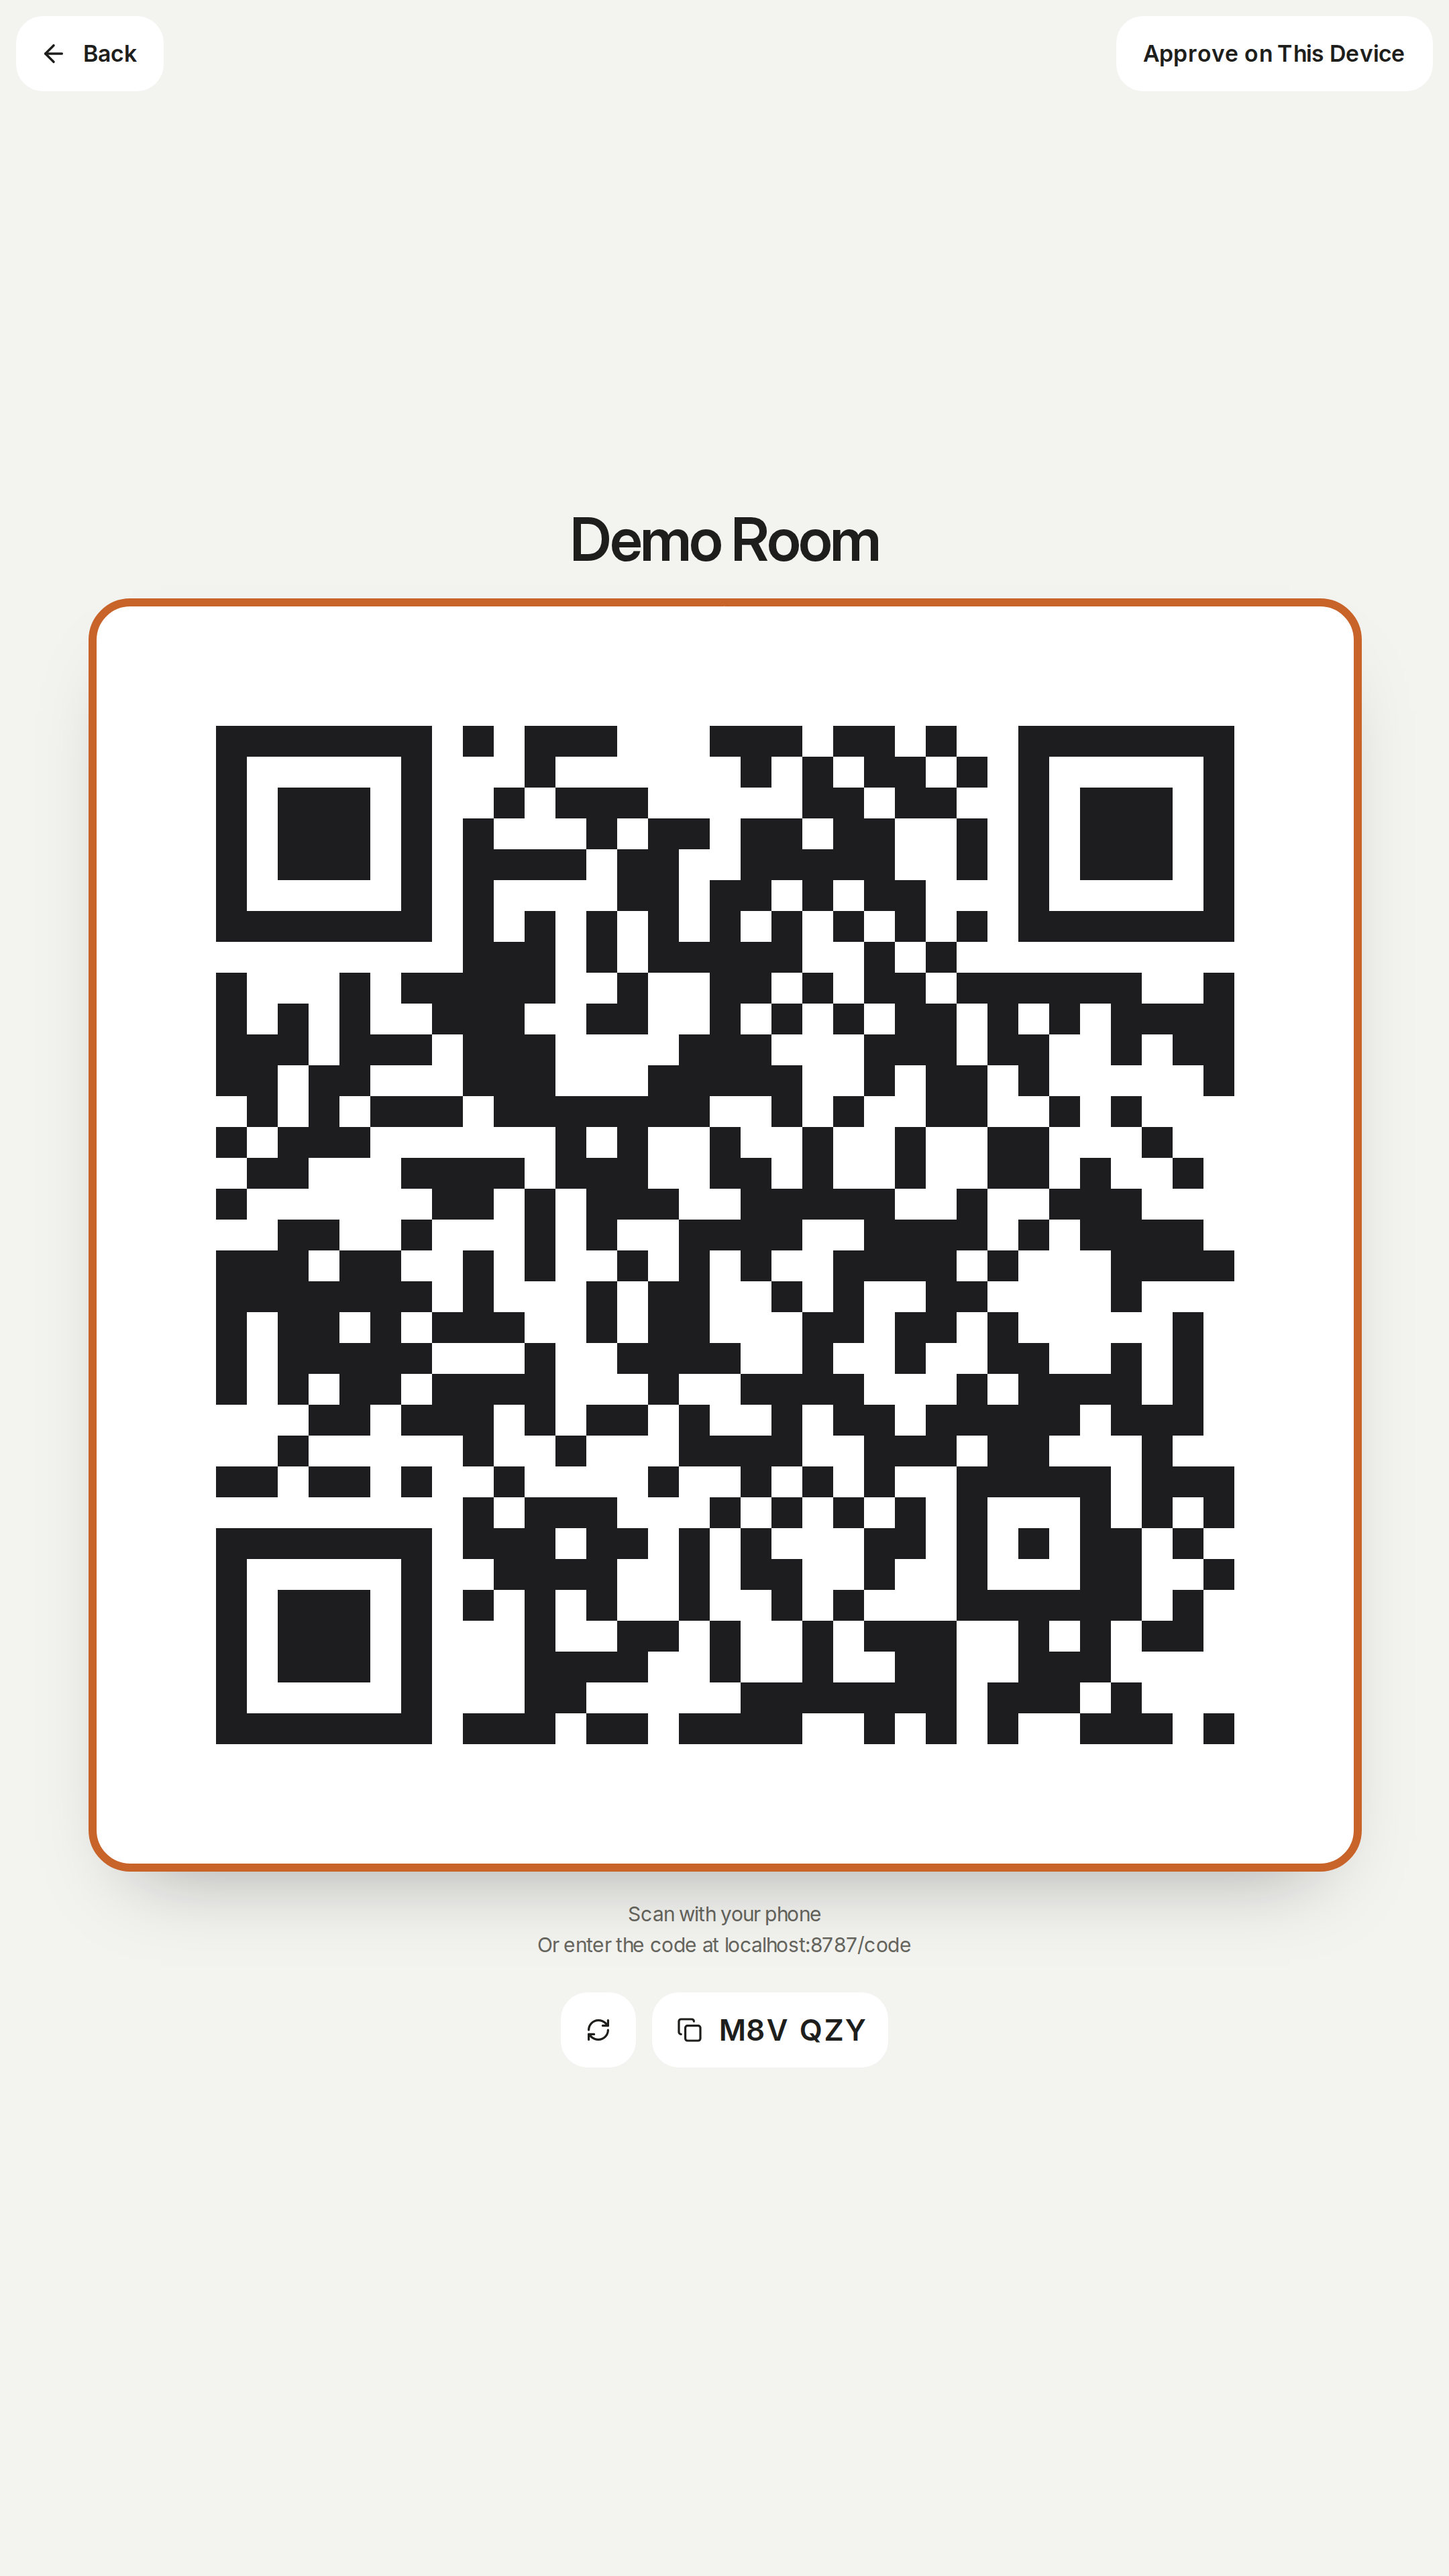 Back
Approve on This Device
Demo Room
Scan with your phone
Or enter the code at localhost:8787/code
M8V QZY